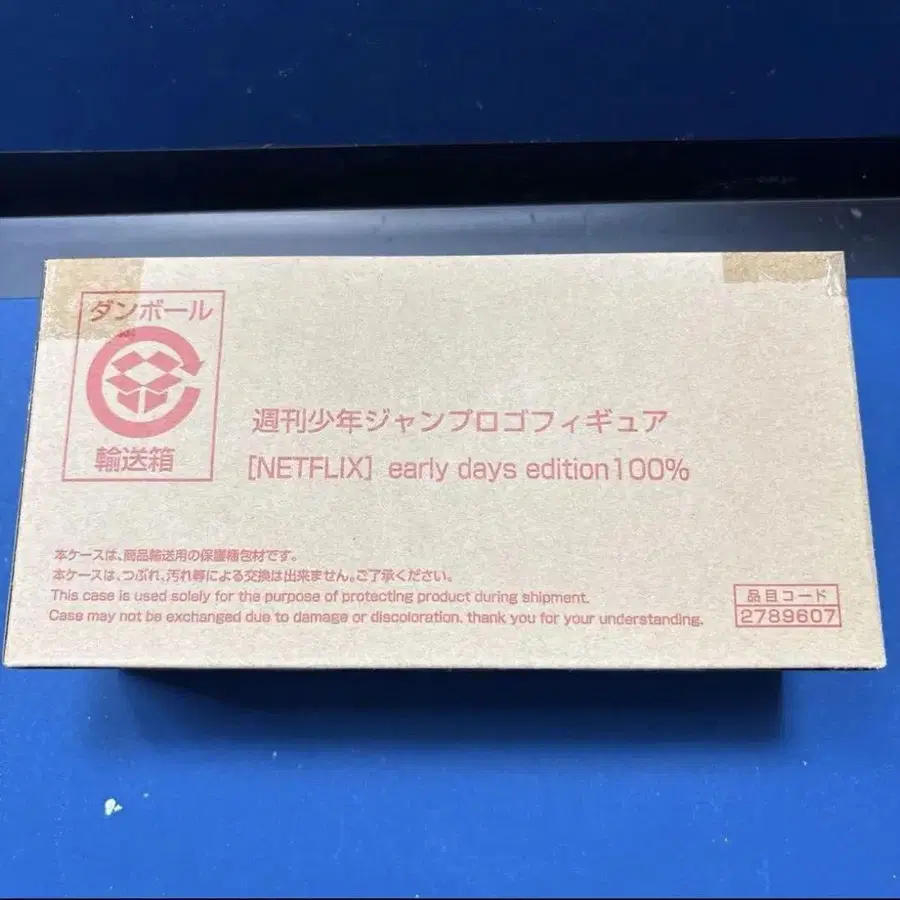 ダンボール
輸送箱
週刊少年ジャンプロゴフィギュア
[NETFLIX] early days edition100%
本ケースは、商品輸送用の保護梱包材です。
本ケースは、つぶれ、汚れ等による交換は出来ません。ご了承ください。
This case is used solely for the purpose of protecting product during shipment.
Case may not be exchanged due to damage or discoloration. thank you for your understanding.
品目コード
2789607